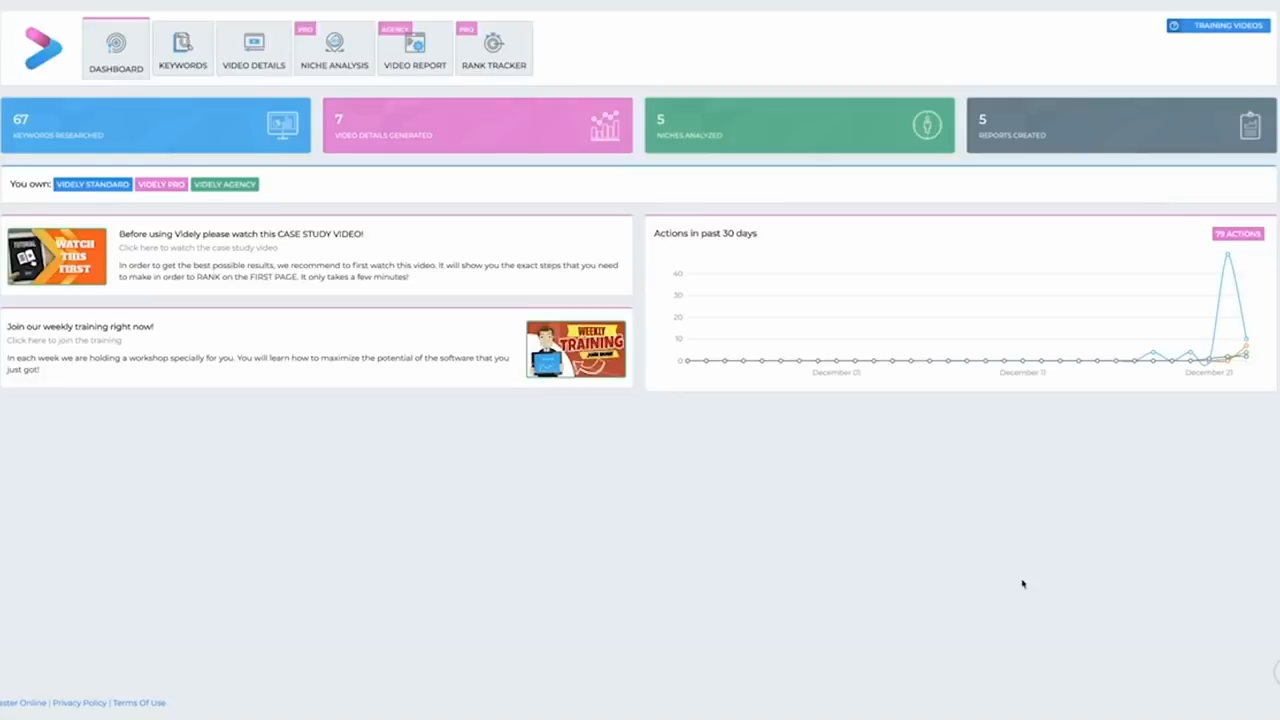 PRO
AGENCY
PRO
DASHBOARD
KEYWORDS
VIDEO DETAILS
NICHE ANALYSIS
VIDEO REPORT
RANK TRACKER
TRAINING VIDEOS
67
KEYWORDS RESEARCHED
7
VIDEO DETAILS GENERATED
5
NICHES ANALYZED
5
REPORTS CREATED
You own: VIDELY STANDARD VIDELY PRO VIDELY AGENCY
TUTORIAL
WATCH
THIS
FIRST
Before using Videly please watch this CASE STUDY VIDEO!
Click here to watch the case study video
In order to get the best possible results, we recommend to first watch this video. It will show you the exact steps that you need
to make in order to RANK on the FIRST PAGE. It only takes a few minutes!
Join our weekly training right now!
Click here to join the training
In each week we are holding a workshop specially for you. You will learn how to maximize the potential of the software that you
just got!
WEEKLY
TRAINING
JOIN NOW!
Actions in past 30 days
79 ACTIONS
40
30
20
10
0
December 01
December 11
December 21
Online | Privacy Policy | Terms Of Use